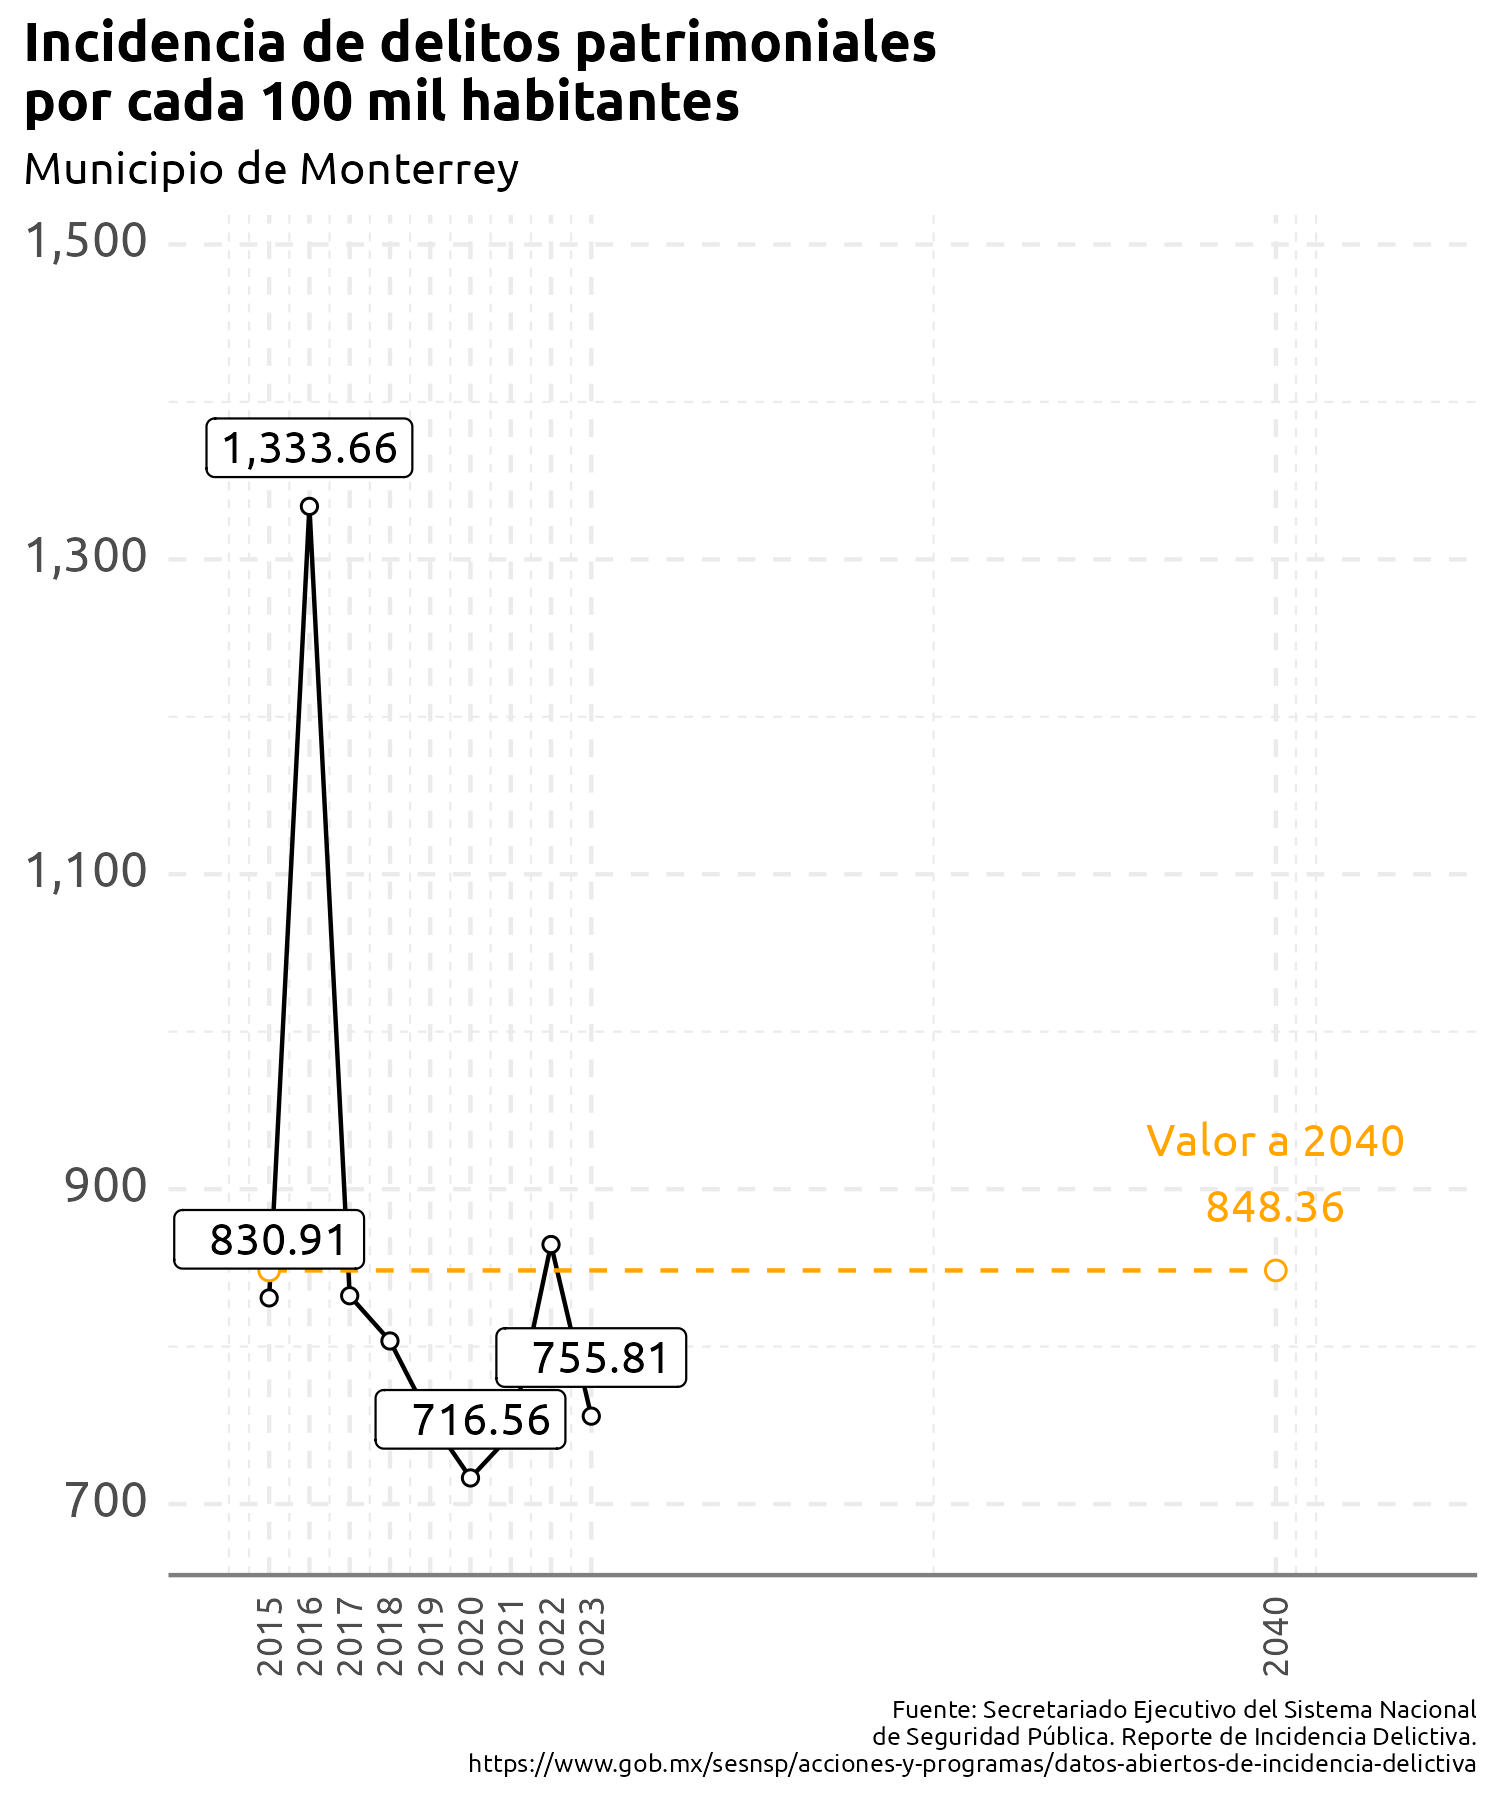 Incidencia de delitos patrimoniales
por cada 100 mil habitantes
Municipio de Monterrey
1,500
1,333.66
1,300
1,100
Valor a 2040
900
848.36
830.91
755.81
716.56
700
2015
2016
2017
2018
2019
2020
2021
2022
2023
2040
Fuente: Secretariado Ejecutivo del Sistema Nacional
de Seguridad Pública. Reporte de Incidencia Delictiva.
https://www.gob.mx/sesnsp/acciones-y-programas/datos-abiertos-de-incidencia-delictiva